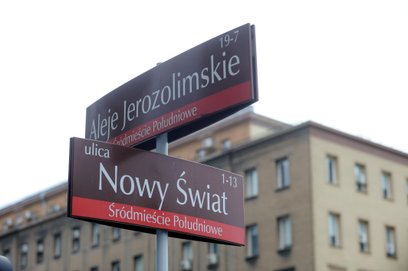 19-7
Aleje Jerozolimskie
Śródmieście Południowe
ulica
Nowy Świat
1-13
Śródmieście Południowe